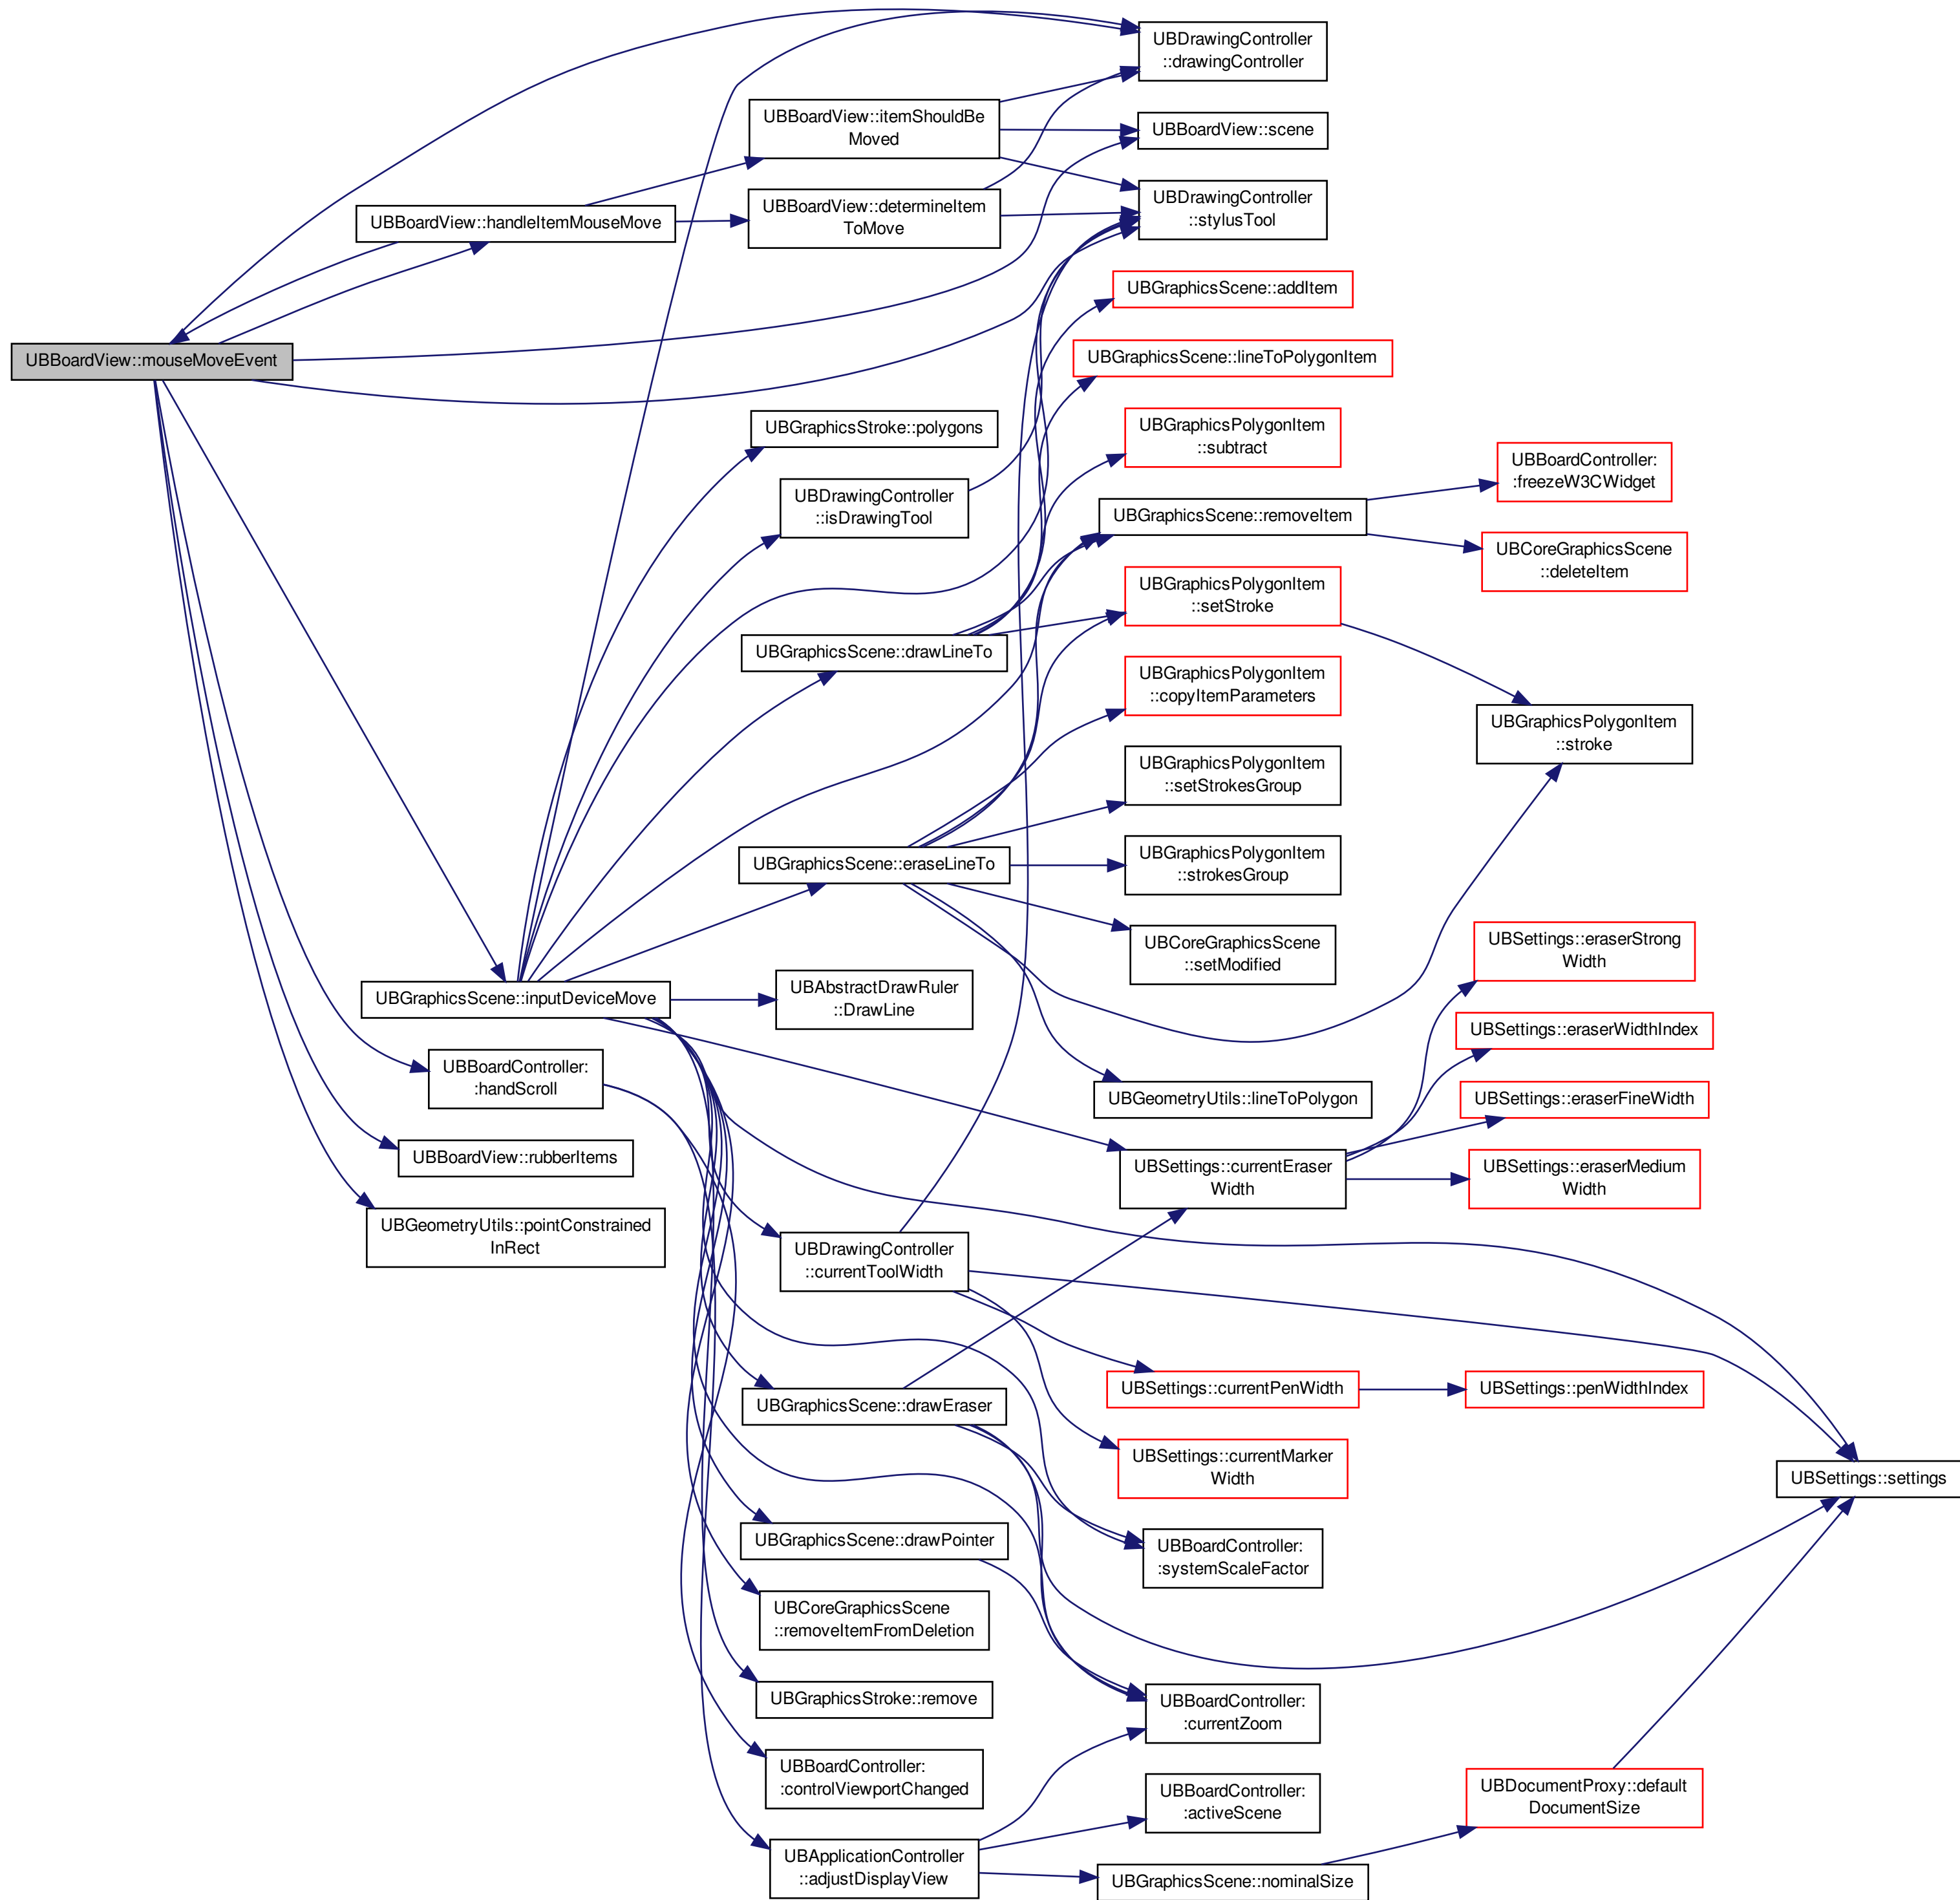 UBBoardView::mouseMoveEvent
UBBoardView::handleItemMouseMove
UBGraphicsScene::inputDeviceMove
UBBoardController:
:handScroll
UBBoardView::rubberItems
UBGeometryUtils::pointConstrained
InRect
UBBoardView::itemShouldBe
Moved
UBBoardView::determineItem
ToMove
UBGraphicsStroke::polygons
UBDrawingController
::isDrawingTool
UBGraphicsScene::drawLineTo
UBGraphicsScene::eraseLineTo
UBAbstractDrawRuler
::DrawLine
UBDrawingController
::currentToolWidth
UBGraphicsScene::drawEraser
UBGraphicsScene::drawPointer
UBCoreGraphicsScene
::removeItemFromDeletion
UBGraphicsStroke::remove
UBBoardController:
:controlViewportChanged
UBApplicationController
::adjustDisplayView
UBDrawingController
::drawingController
UBBoardView::scene
UBDrawingController
::stylusTool
UBGraphicsScene::addItem
UBGraphicsScene::lineToPolygonItem
UBGraphicsPolygonItem
::subtract
UBGraphicsScene::removeItem
UBGraphicsPolygonItem
::setStroke
UBGraphicsPolygonItem
::copyItemParameters
UBGraphicsPolygonItem
::setStrokesGroup
UBGraphicsPolygonItem
::strokesGroup
UBCoreGraphicsScene
::setModified
UBGeometryUtils::lineToPolygon
UBSettings::currentEraser
Width
UBSettings::currentPenWidth
UBSettings::currentMarker
Width
UBBoardController:
:systemScaleFactor
UBBoardController:
:currentZoom
UBBoardController:
:activeScene
UBGraphicsScene::nominalSize
UBBoardController:
:freezeW3CWidget
UBCoreGraphicsScene
::deleteItem
UBGraphicsPolygonItem
::stroke
UBSettings::eraserStrong
Width
UBSettings::eraserWidthIndex
UBSettings::eraserFineWidth
UBSettings::eraserMedium
Width
UBSettings::penWidthIndex
UBDocumentProxy::default
DocumentSize
UBSettings::settings